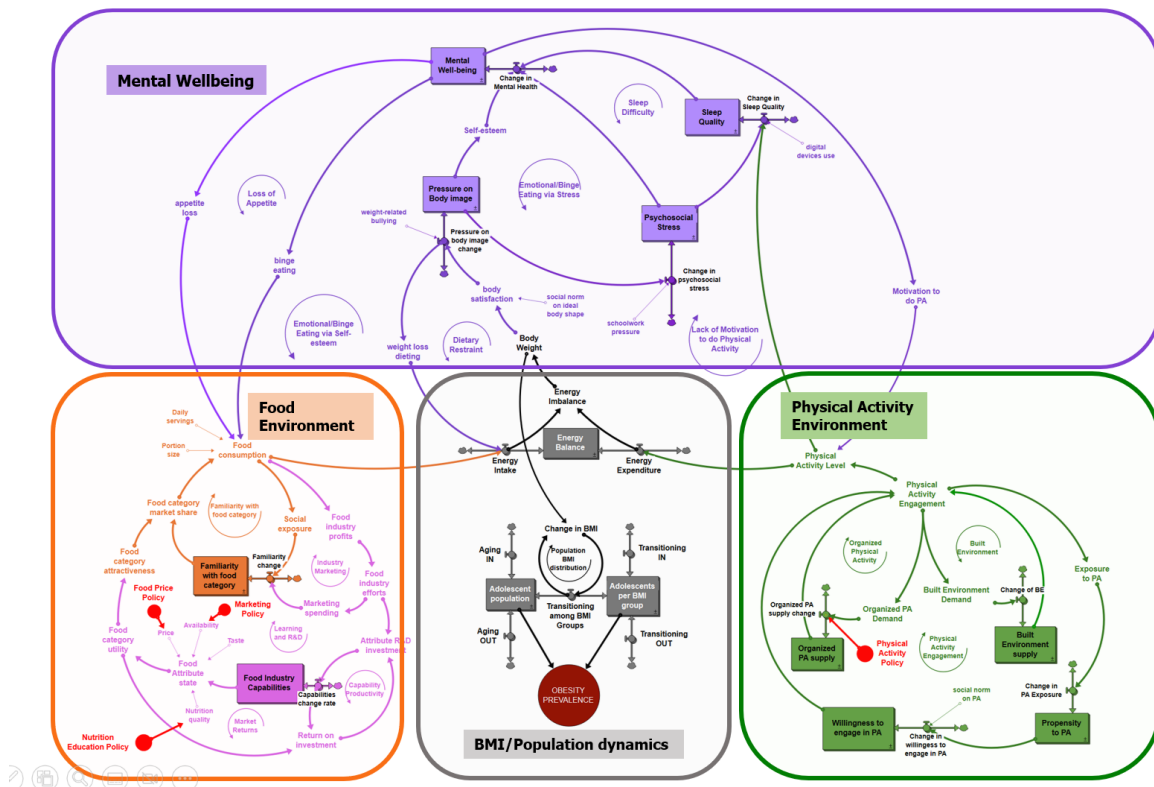 Mental Wellbeing
Mental
Well-being
Change in
Mental Health
Sleep
Difficulty
Sleep
Quality
Change in
Sleep Quality
digital
devices use
Self-esteem
Loss of
Appetite
appetite
loss
Pressure on
Body image
Emotional/Binge
Eating via Stress
Psychosocial
Stress
weight-related
bullying
Pressure on
body image
change
binge
eating
Change in
psychosocial
stress
body
satisfaction
social norm
on ideal
body shape
Motivation to
do PA
schoolwork
pressure
Emotional/Binge
Eating via Self-
esteem
weight loss
dieting
Dietary
Restraint
Body
Weight
Lack of Motivation
to do Physical
Activity
Food
Environment
Daily
servings
Portion
size
Food
consumption
Food category
market share
Familiarity with
food category
Social
exposure
Food
industry
profits
Food
category
attractiveness
Familiarity
change
Familiarity
with food
category
Industry
Marketing
Food
industry
efforts
Food Price
Policy
Marketing
Policy
Marketing
spending
Availability
Price
Taste
Learning
and R&D
Food
category
utility
Attribute R&D
investment
Food
Attribute
state
Food Industry
Capabilities
Capabilities
change rate
Capability
Productivity
Nutrition
quality
Market
Returns
Return on
investment
Nutrition
Education Policy
Energy
Imbalance
Energy
Balance
Energy
Intake
Energy
Expenditure
Change in BMI
Aging
IN
Population
BMI
distribution
Transitioning
IN
Adolescent
population
Adolescents
per BMI
group
Transitioning
among BMI
Groups
Aging
OUT
Transitioning
OUT
OBESITY
PREVALENCE
BMI/Population dynamics
Physical Activity
Environment
Physical
Activity Level
Physical
Activity
Engagement
Organized
Physical
Activity
Built
Environment
Exposure
to PA
Built Environment
Demand
Change of BE
Organized PA
supply change
Organized PA
Demand
Organized
PA supply
Physical
Activity
Policy
Physical
Activity
Engagement
Built
Environment
supply
Change in
PA Exposure
social norm
on PA
Willingness to
engage in PA
Change in
willingness to
engage in PA
Propensity
to PA